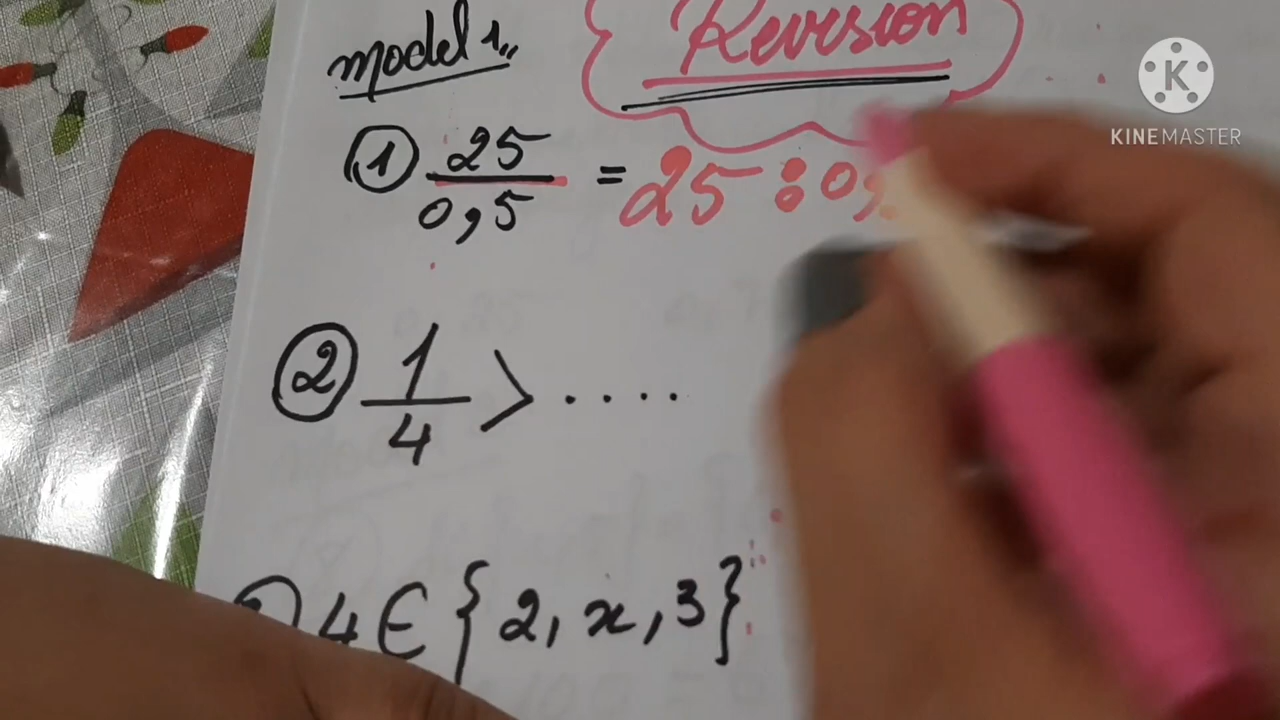 model 1,,
Revision
KINEMASTER
① 25/0,5 = 25 : 0,
② 1/4 > ....
4 ∈ {2, x, 3}